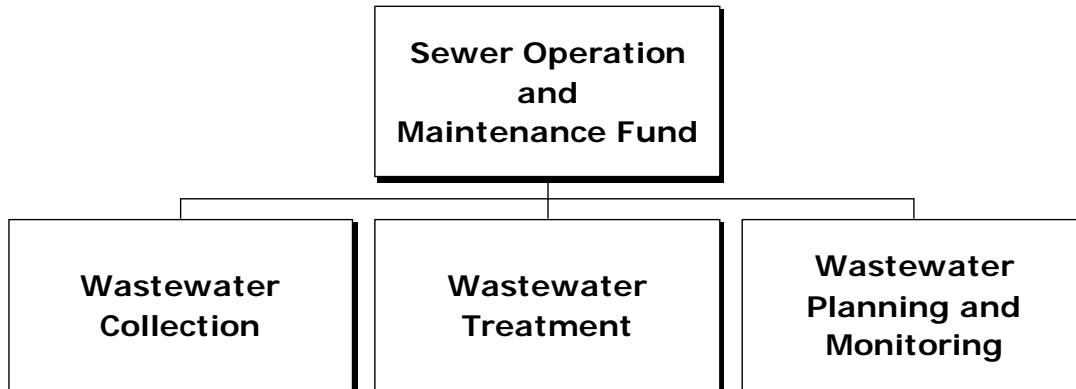 Sewer Operation
and
Maintenance Fund
Wastewater
Collection
Wastewater
Treatment
Wastewater
Planning and
Monitoring